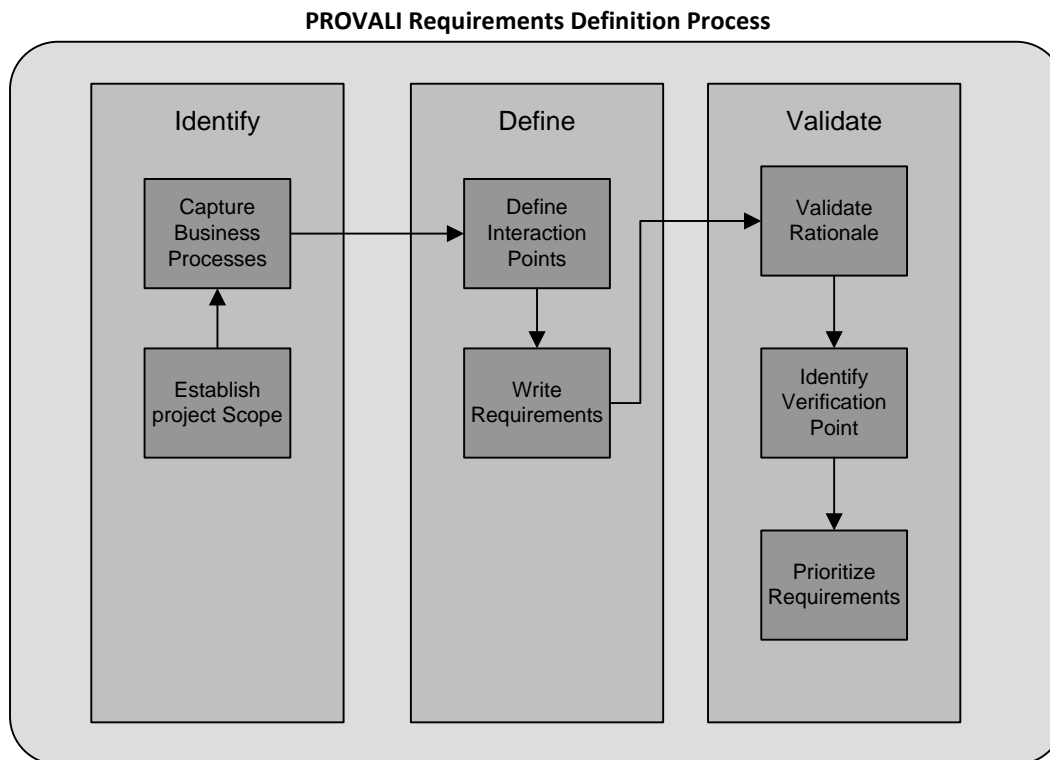 PROVALI Requirements Definition Process
Identify
Capture
Business
Processes
Establish
project Scope
Define
Define
Interaction
Points
Write
Requirements
Validate
Validate
Rationale
Identify
Verification
Point
Prioritize
Requirements